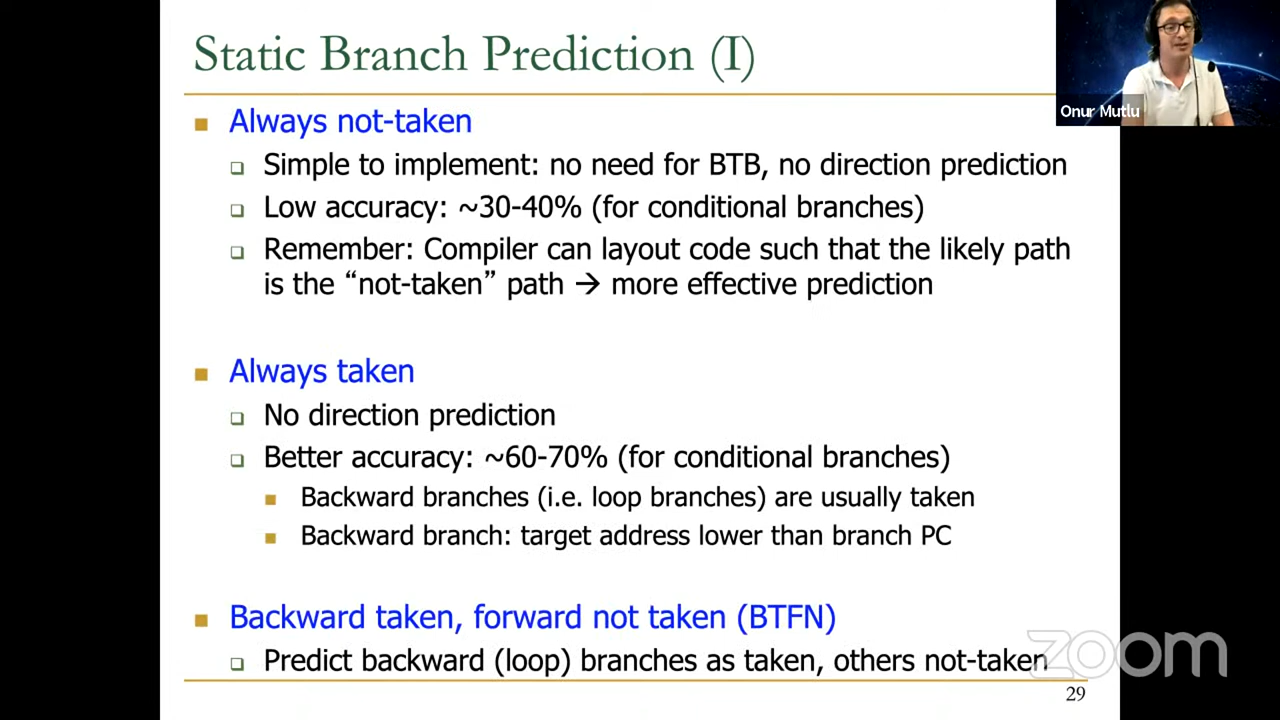 Static Branch Prediction (I)
Onur Mutlu
Always not-taken
Simple to implement: no need for BTB, no direction prediction
Low accuracy: ~30-40% (for conditional branches)
Remember: Compiler can layout code such that the likely path
is the “not-taken” path → more effective prediction
Always taken
No direction prediction
Better accuracy: ~60-70% (for conditional branches)
Backward branches (i.e. loop branches) are usually taken
Backward branch: target address lower than branch PC
Backward taken, forward not taken (BTFN)
Predict backward (loop) branches as taken, others not-taken
zoom
29